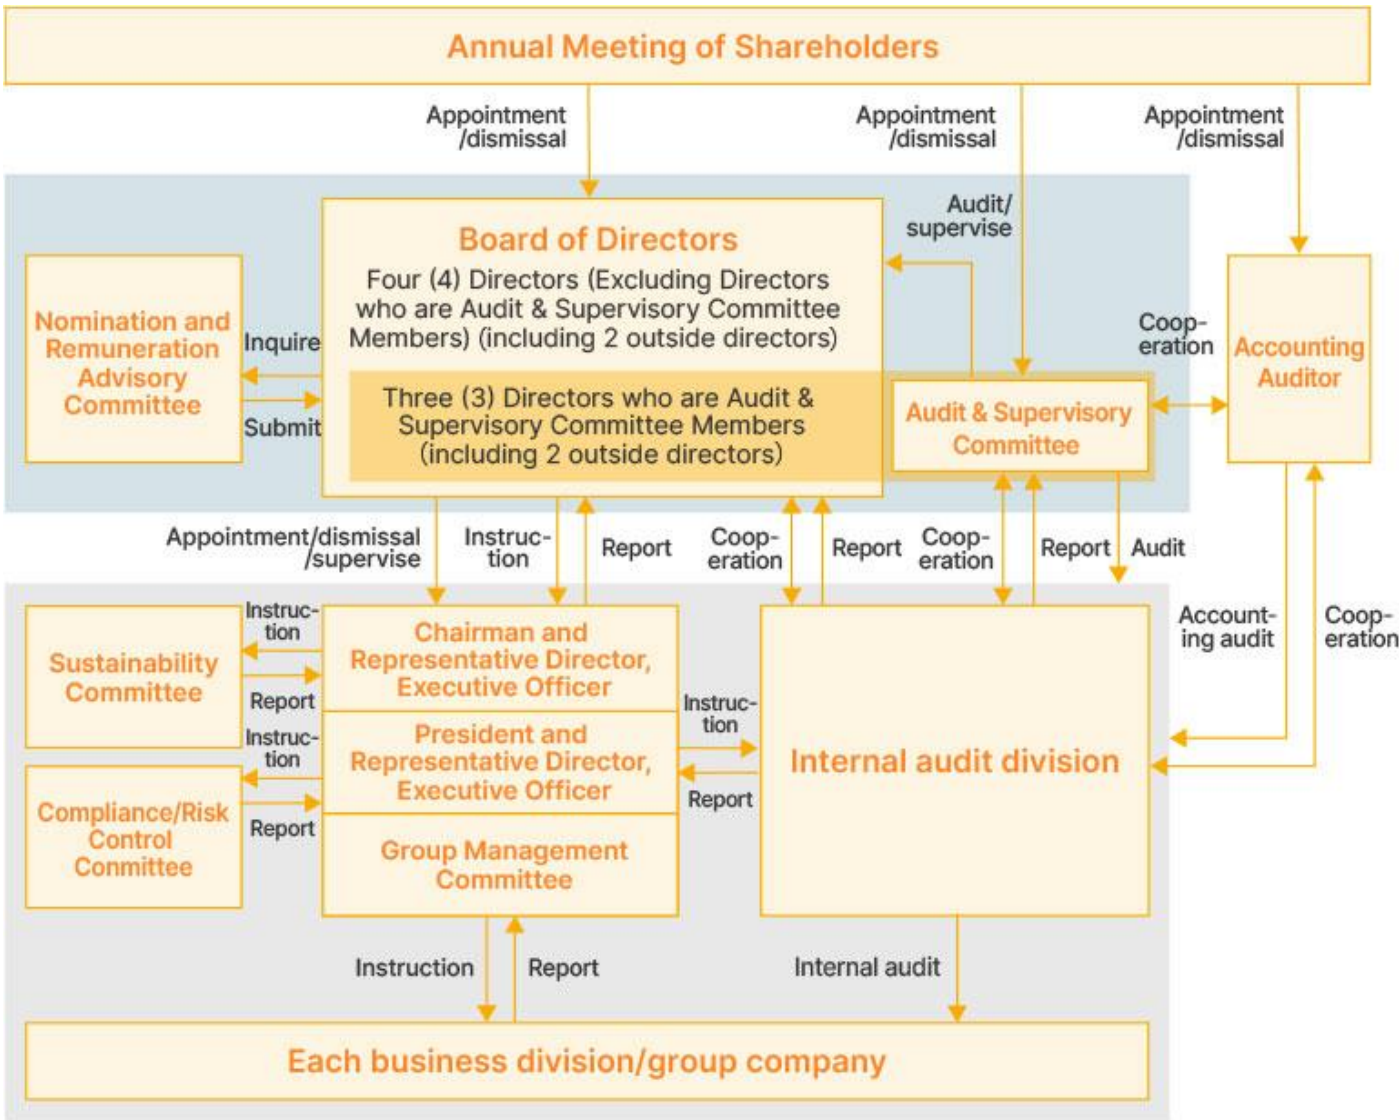 Annual Meeting of Shareholders
Appointment
/dismissal
Appointment
/dismissal
Appointment
/dismissal
Board of Directors
Four (4) Directors (Excluding Directors
who are Audit & Supervisory Committee
Members) (including 2 outside directors)
Three (3) Directors who are Audit &
Supervisory Committee Members
(including 2 outside directors)
Audit/
supervise
Nomination and
Remuneration
Advisory
Committee
Inquire
Submit
Audit & Supervisory
Committee
Coop-
eration
Accounting
Auditor
Appointment/dismissal
/supervise
Instruc-
tion
Report
Coop-
eration
Report
Coop-
eration
Report
Audit
Account-
ing audit
Coop-
eration
Sustainability
Committee
Instruc-
tion
Report
Chairman and
Representative Director,
Executive Officer
Instruc-
tion
Report
President and
Representative Director,
Executive Officer
Instruc-
tion
Report
Internal audit division
Compliance/Risk
Control
Conmittee
Group Management
Committee
Instruction
Report
Internal audit
Each business division/group company